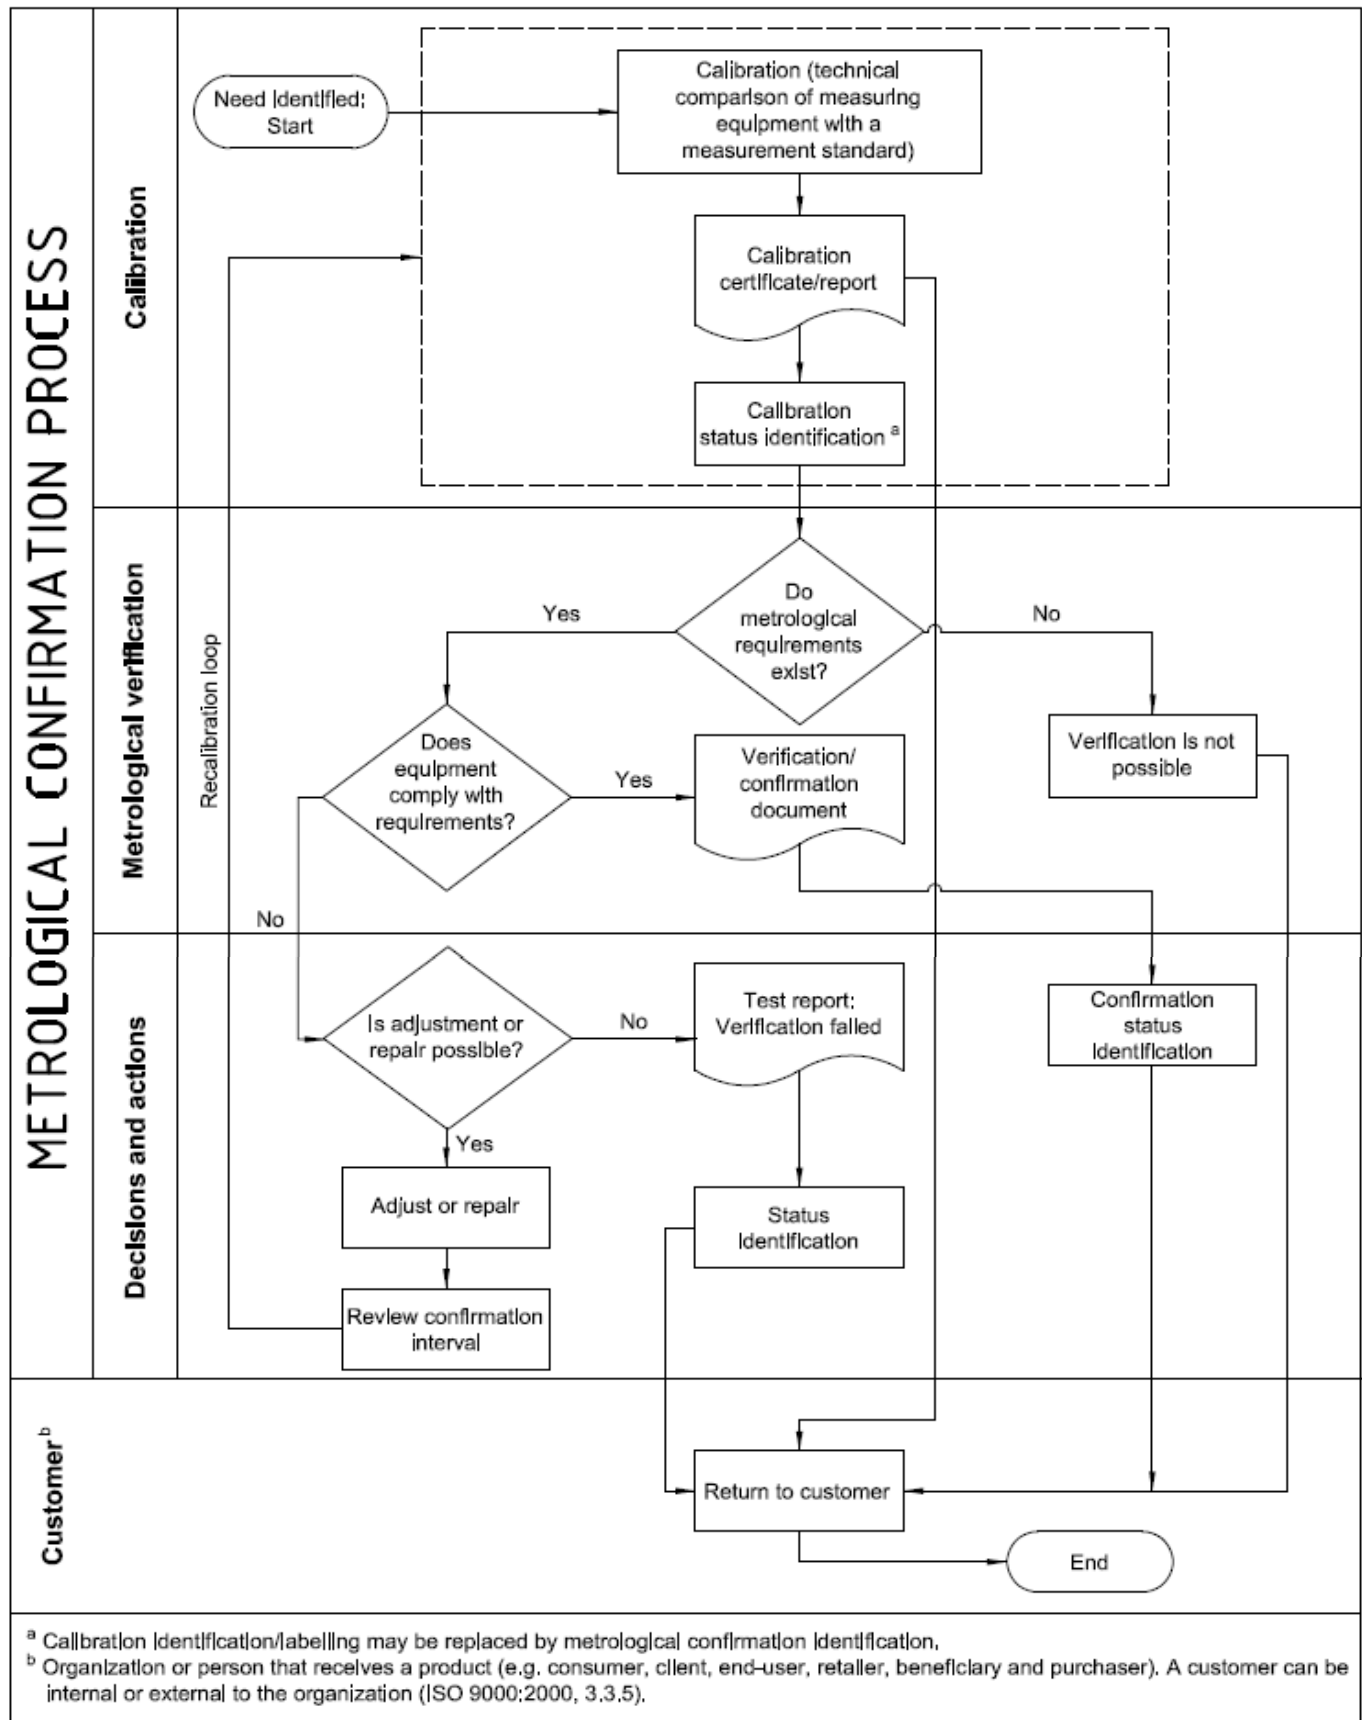 METROLOGICAL CONFIRMATION PROCESS
Calibration
Need identified:
Start
Calibration (technical
comparison of measuring
equipment with a
measurement standard)
Calibration
certificate/report
Calibration
status identification a
Metrological verification
Recalibration loop
Do
metrological
requirements
exist?
Yes
No
Does
equipment
comply with
requirements?
Yes
Verification/
confirmation
document
Verification is not
possible
No
Decisions and actions
Is adjustment or
repair possible?
No
Test report:
Verification failed
Confirmation
status
identification
Yes
Adjust or repair
Status
identification
Review confirmation
interval
Customer b
Return to customer
End
a Calibration identification/labelling may be replaced by metrological confirmation identification.
b Organization or person that receives a product (e.g. consumer, client, end-user, retailer, beneficiary and purchaser). A customer can be
internal or external to the organization (ISO 9000:2000, 3.3.5).